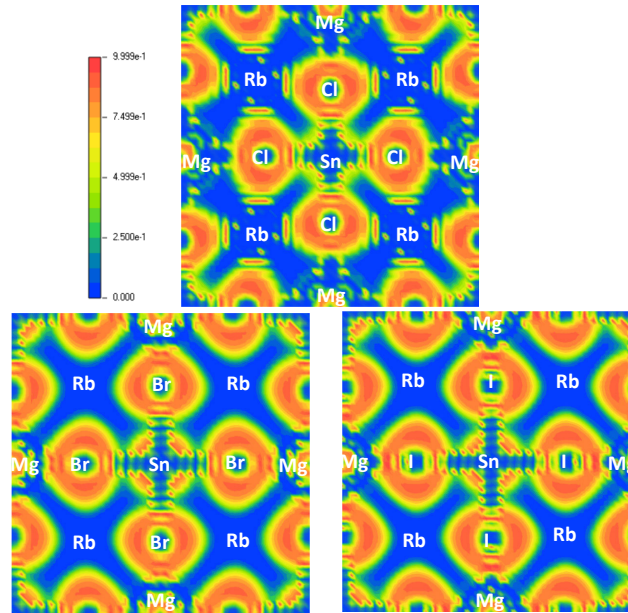 Mg
9.999e-1
Rb Rb
Cl
7.499e-1
Mg Cl Sn Cl Mg
4.999e-1
2.500e-1
Rb Rb
Cl
0.000
Mg
Mg
Rb Br Rb
Mg Br Sn Br Mg
Rb Br Rb
Mg
Mg
Rb I Rb
Mg I Sn I Mg
Rb I Rb
Mg